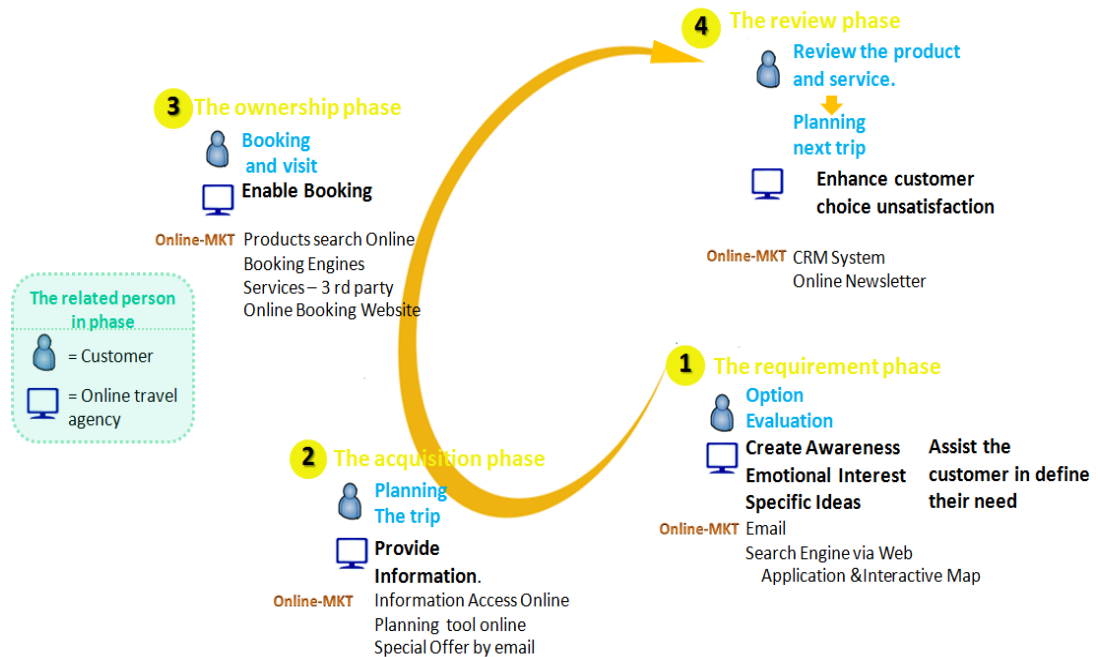 4 The review phase
Review the product
and service.
Planning
next trip
Enhance customer
choice unsatisfaction
Online-MKT CRM System
Online Newsletter
3 The ownership phase
Booking
and visit
Enable Booking
Online-MKT Products search Online
Booking Engines
Services – 3 rd party
Online Booking Website
The related person
in phase
= Customer
= Online travel
agency
1 The requirement phase
Option
Evaluation
Create Awareness
Emotional Interest
Specific Ideas
Assist the
customer in define
their need
Online-MKT Email
Search Engine via Web
Application &Interactive Map
2 The acquisition phase
Planning
The trip
Provide
Information.
Online-MKT Information Access Online
Planning tool online
Special Offer by email